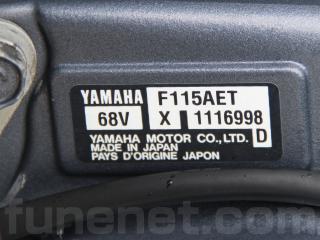 YAMAHA F115AET
68V X 1116998
D
YAMAHA MOTOR CO., LTD.
MADE IN JAPAN
PAYS D'ORIGINE JAPON
funenet.com